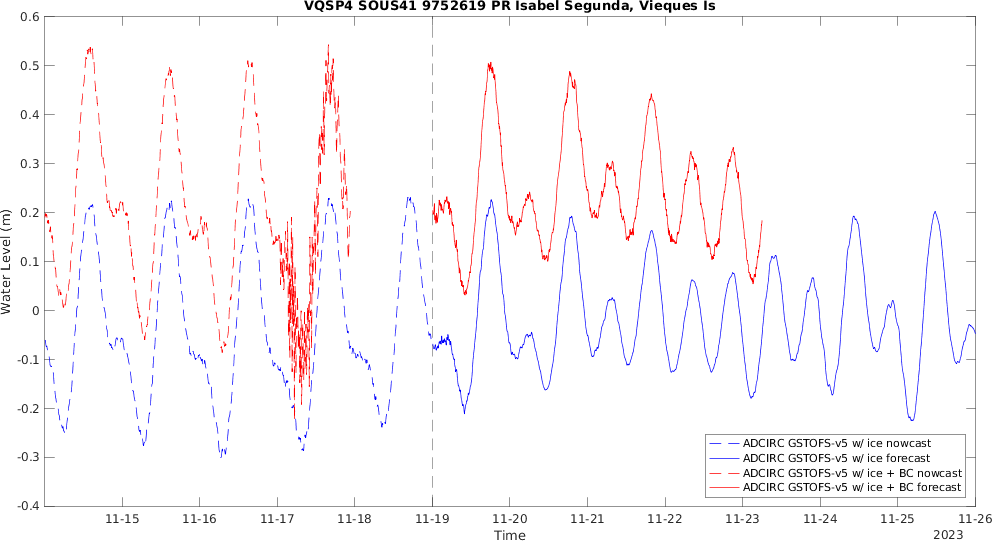 VQSP4 SOUS41 9752619 PR Isabel Segunda, Vieques Is
0.6
0.5
0.4
0.3
0.2
0.1
0
-0.1
-0.2
-0.3
-0.4
Water Level (m)
11-15 11-16 11-17 11-18 11-19 11-20 11-21 11-22 11-23 11-24 11-25 11-26
Time
2023
ADCIRC GSTOFS-v5 w/ ice nowcast
ADCIRC GSTOFS-v5 w/ ice forecast
ADCIRC GSTOFS-v5 w/ ice + BC nowcast
ADCIRC GSTOFS-v5 w/ ice + BC forecast